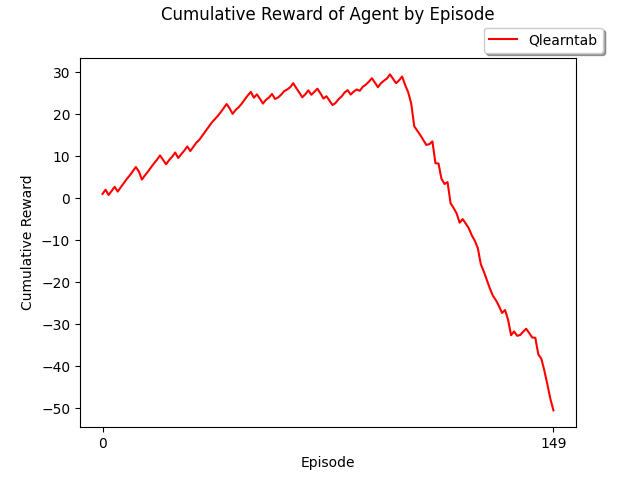 Cumulative Reward of Agent by Episode
Qlearntab
30
20
10
0
−10
−20
−30
−40
−50
Cumulative Reward
0 149
Episode